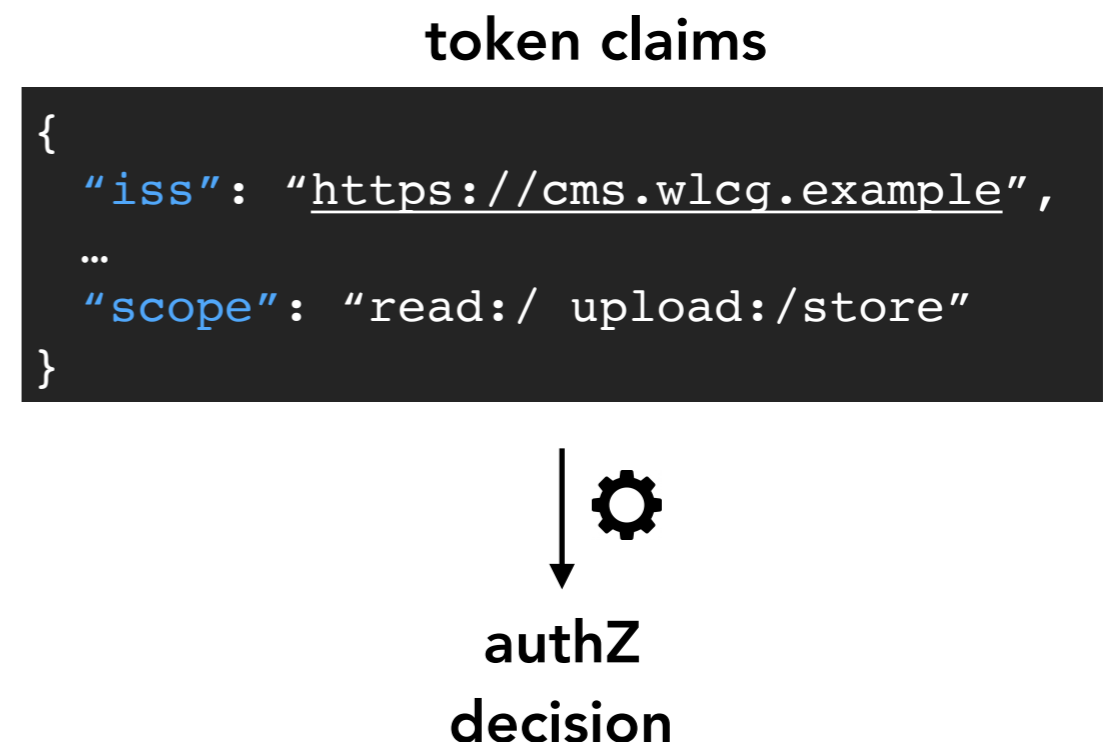 token claims
{
“iss”: “https://cms.wlcg.example”,
…
“scope”: “read:/ upload:/store”
}
authZ
decision